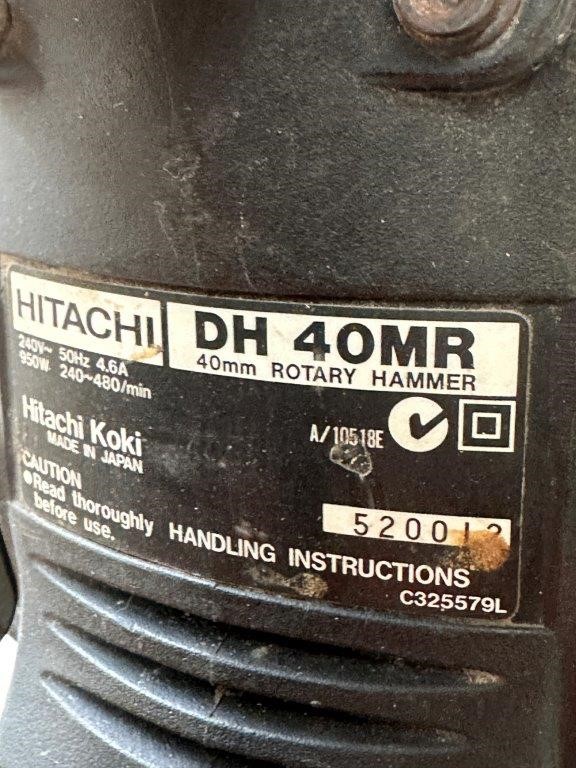 HITACHI
DH 40MR
40mm ROTARY HAMMER
240V~ 50Hz 4.6A
950W 240~480/min
Hitachi Koki
MADE IN JAPAN
A/10518E
CAUTION
●Read thoroughly HANDLING INSTRUCTIONS
before use.
C325579L